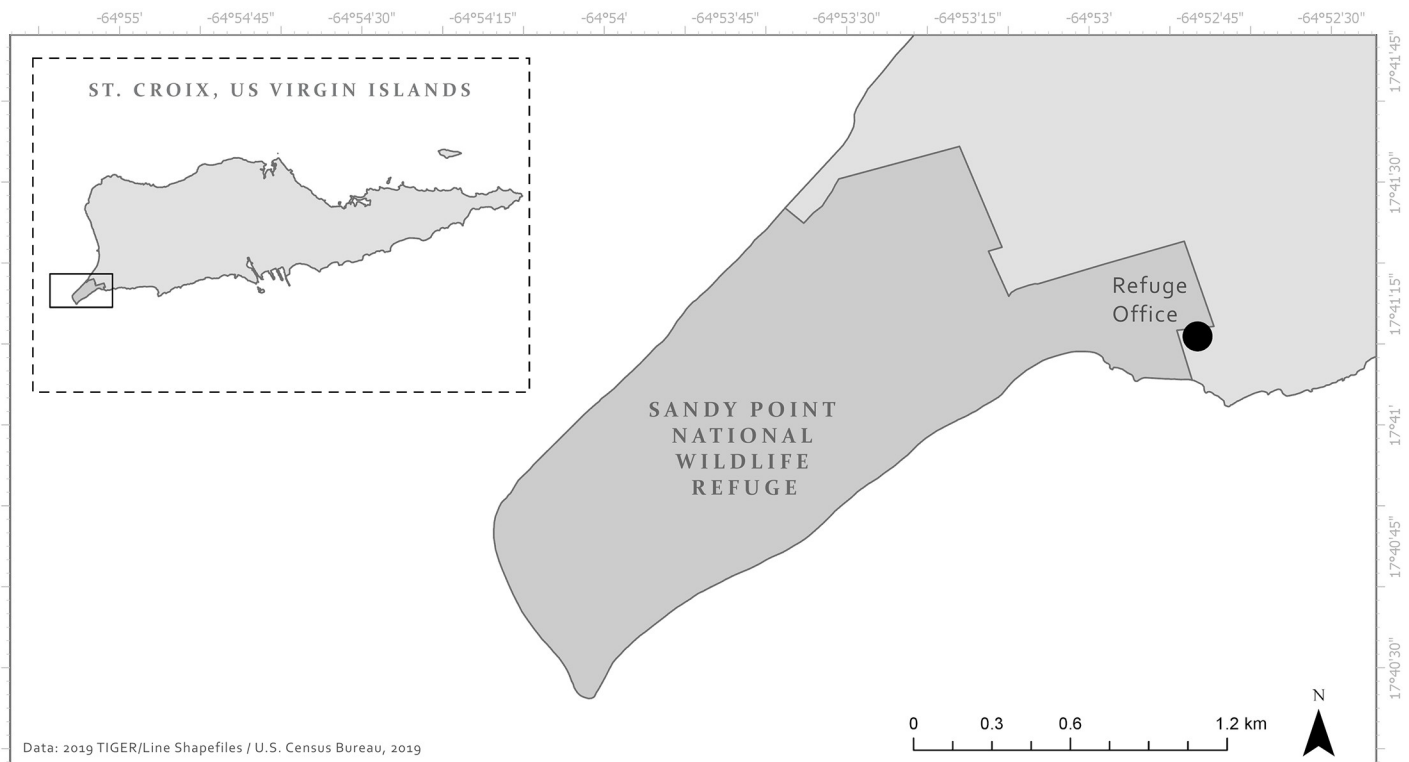 -64°55' -64°54'45" -64°54'30" -64°54'15" -64°54' -64°53'45" -64°53'30" -64°53'15" -64°53' -64°52'45" -64°52'30"
ST. CROIX, US VIRGIN ISLANDS
17°41'45"
17°41'30"
17°41'15"
17°41'
17°40'45"
17°40'30"
Refuge
Office
SANDY POINT
NATIONAL
WILDLIFE
REFUGE
N
0 0.3 0.6 1.2 km
Data: 2019 TIGER/Line Shapefiles / U.S. Census Bureau, 2019